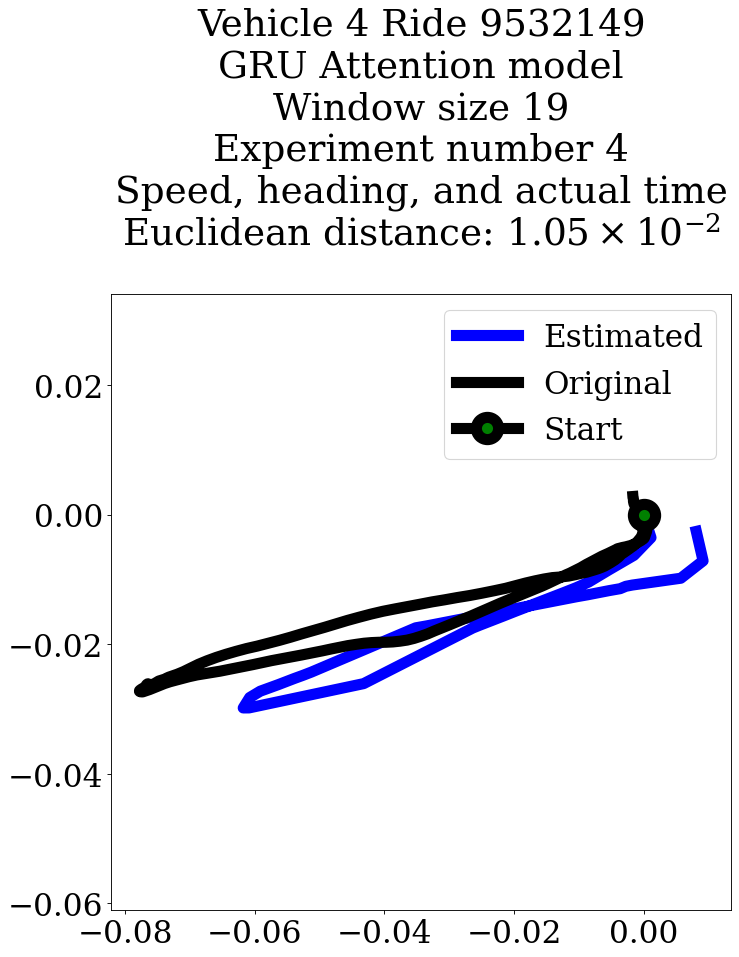 Vehicle 4 Ride 9532149
GRU Attention model
Window size 19
Experiment number 4
Speed, heading, and actual time
Euclidean distance: 1.05 × 10⁻²
Estimated
Original
Start
0.02
0.00
−0.02
−0.04
−0.06
−0.08 −0.06 −0.04 −0.02 0.00